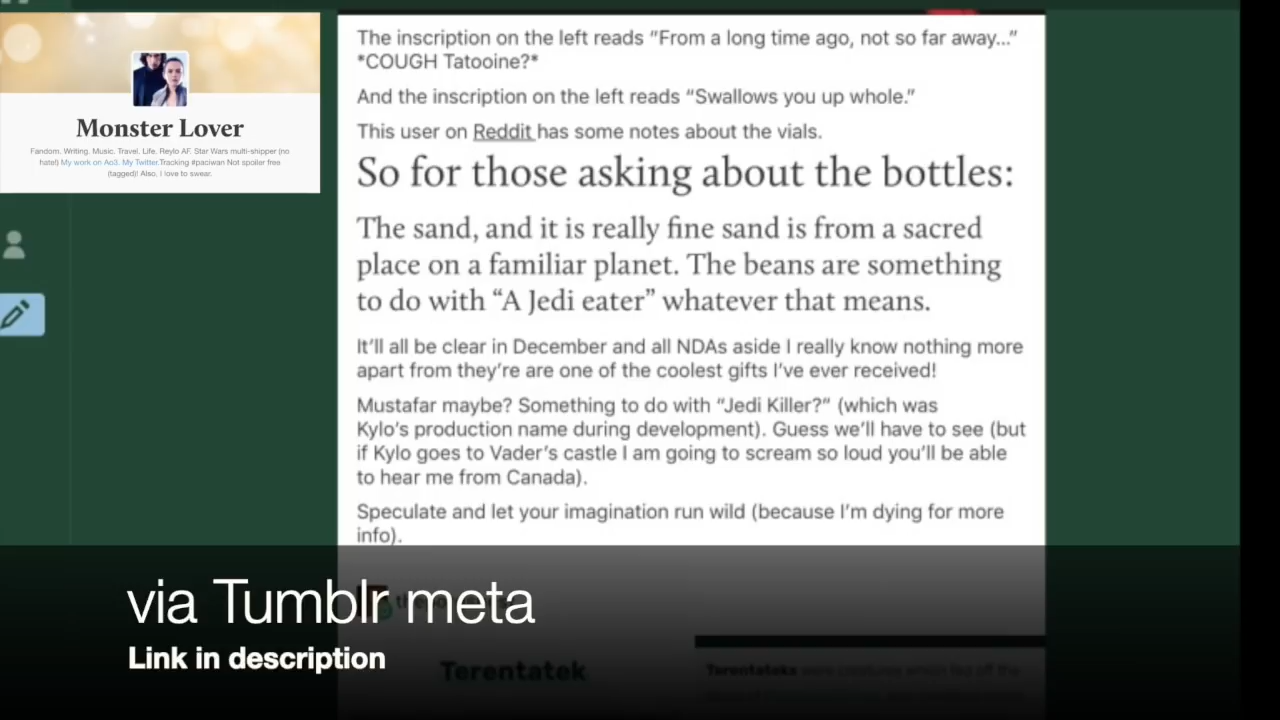 Monster Lover
Fandom. Writing. Music. Travel. Life. Reylo AF. Star Wars multi-shipper (no
hate!) My work on Ao3. My Twitter.Tracking #paciwan Not spoiler free
(tagged)! Also, I love to swear.
The inscription on the left reads “From a long time ago, not so far away...”
*COUGH Tatooine?*
And the inscription on the left reads “Swallows you up whole.”
This user on Reddit has some notes about the vials.
So for those asking about the bottles:
The sand, and it is really fine sand is from a sacred
place on a familiar planet. The beans are something
to do with “A Jedi eater” whatever that means.
It’ll all be clear in December and all NDAs aside I really know nothing more
apart from they’re are one of the coolest gifts I’ve ever received!
Mustafar maybe? Something to do with “Jedi Killer?” (which was
Kylo’s production name during development). Guess we’ll have to see (but
if Kylo goes to Vader’s castle I am going to scream so loud you’ll be able
to hear me from Canada).
Speculate and let your imagination run wild (because I’m dying for more
info).
via Tumblr meta
Link in description
Terentatek
Terentateks were creatures which fed off the